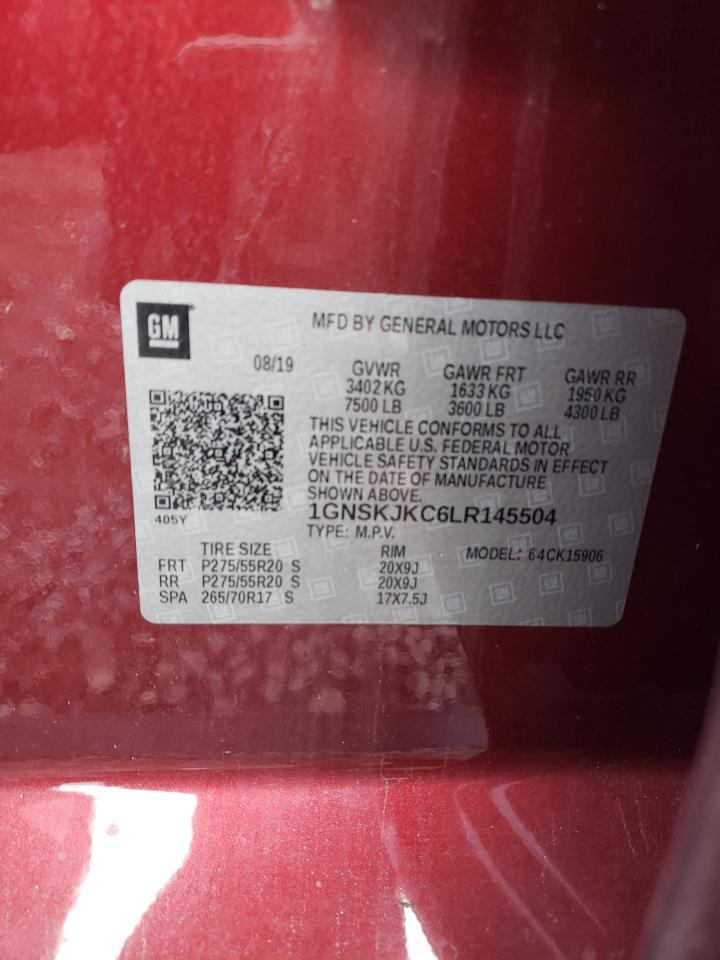 GM
MFD BY GENERAL MOTORS LLC
08/19
GVWR GAWR FRT GAWR RR
3402 KG 1633 KG 1950 KG
7500 LB 3600 LB 4300 LB
THIS VEHICLE CONFORMS TO ALL
APPLICABLE U.S. FEDERAL MOTOR
VEHICLE SAFETY STANDARDS IN EFFECT
ON THE DATE OF MANUFACTURE
SHOWN ABOVE.
405Y
1GNSKJKC6LR145504
TYPE: M.P.V.
TIRE SIZE RIM MODEL: 84CK15906
FRT P275/55R20 S 20X9J
RR P275/55R20 S 20X9J
SPA 265/70R17 S 17X7.5J